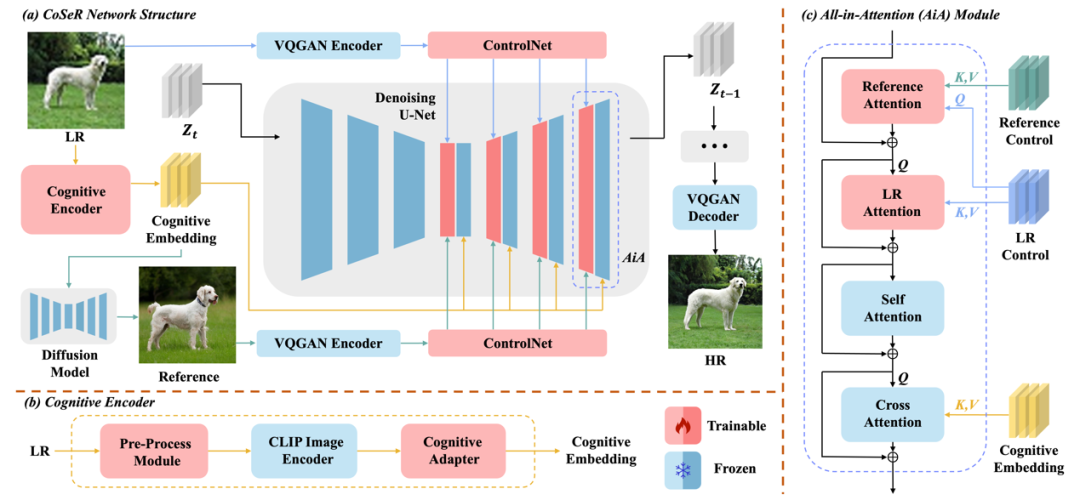 (a) CoSeR Network Structure
LR
VQGAN Encoder
ControlNet
Z_t
Denoising
U-Net
Z_{t-1}
•••
VQGAN
Decoder
HR
Cognitive
Encoder
Cognitive
Embedding
AiA
Diffusion
Model
Reference
VQGAN Encoder
ControlNet
(b) Cognitive Encoder
LR
Pre-Process
Module
CLIP Image
Encoder
Cognitive
Adapter
Cognitive
Embedding
Trainable
Frozen
(c) All-in-Attention (AiA) Module
Reference
Attention
K,V
Q
Reference
Control
Q
LR
Attention
K,V
LR
Control
Self
Attention
Q
Cross
Attention
K,V
Cognitive
Embedding